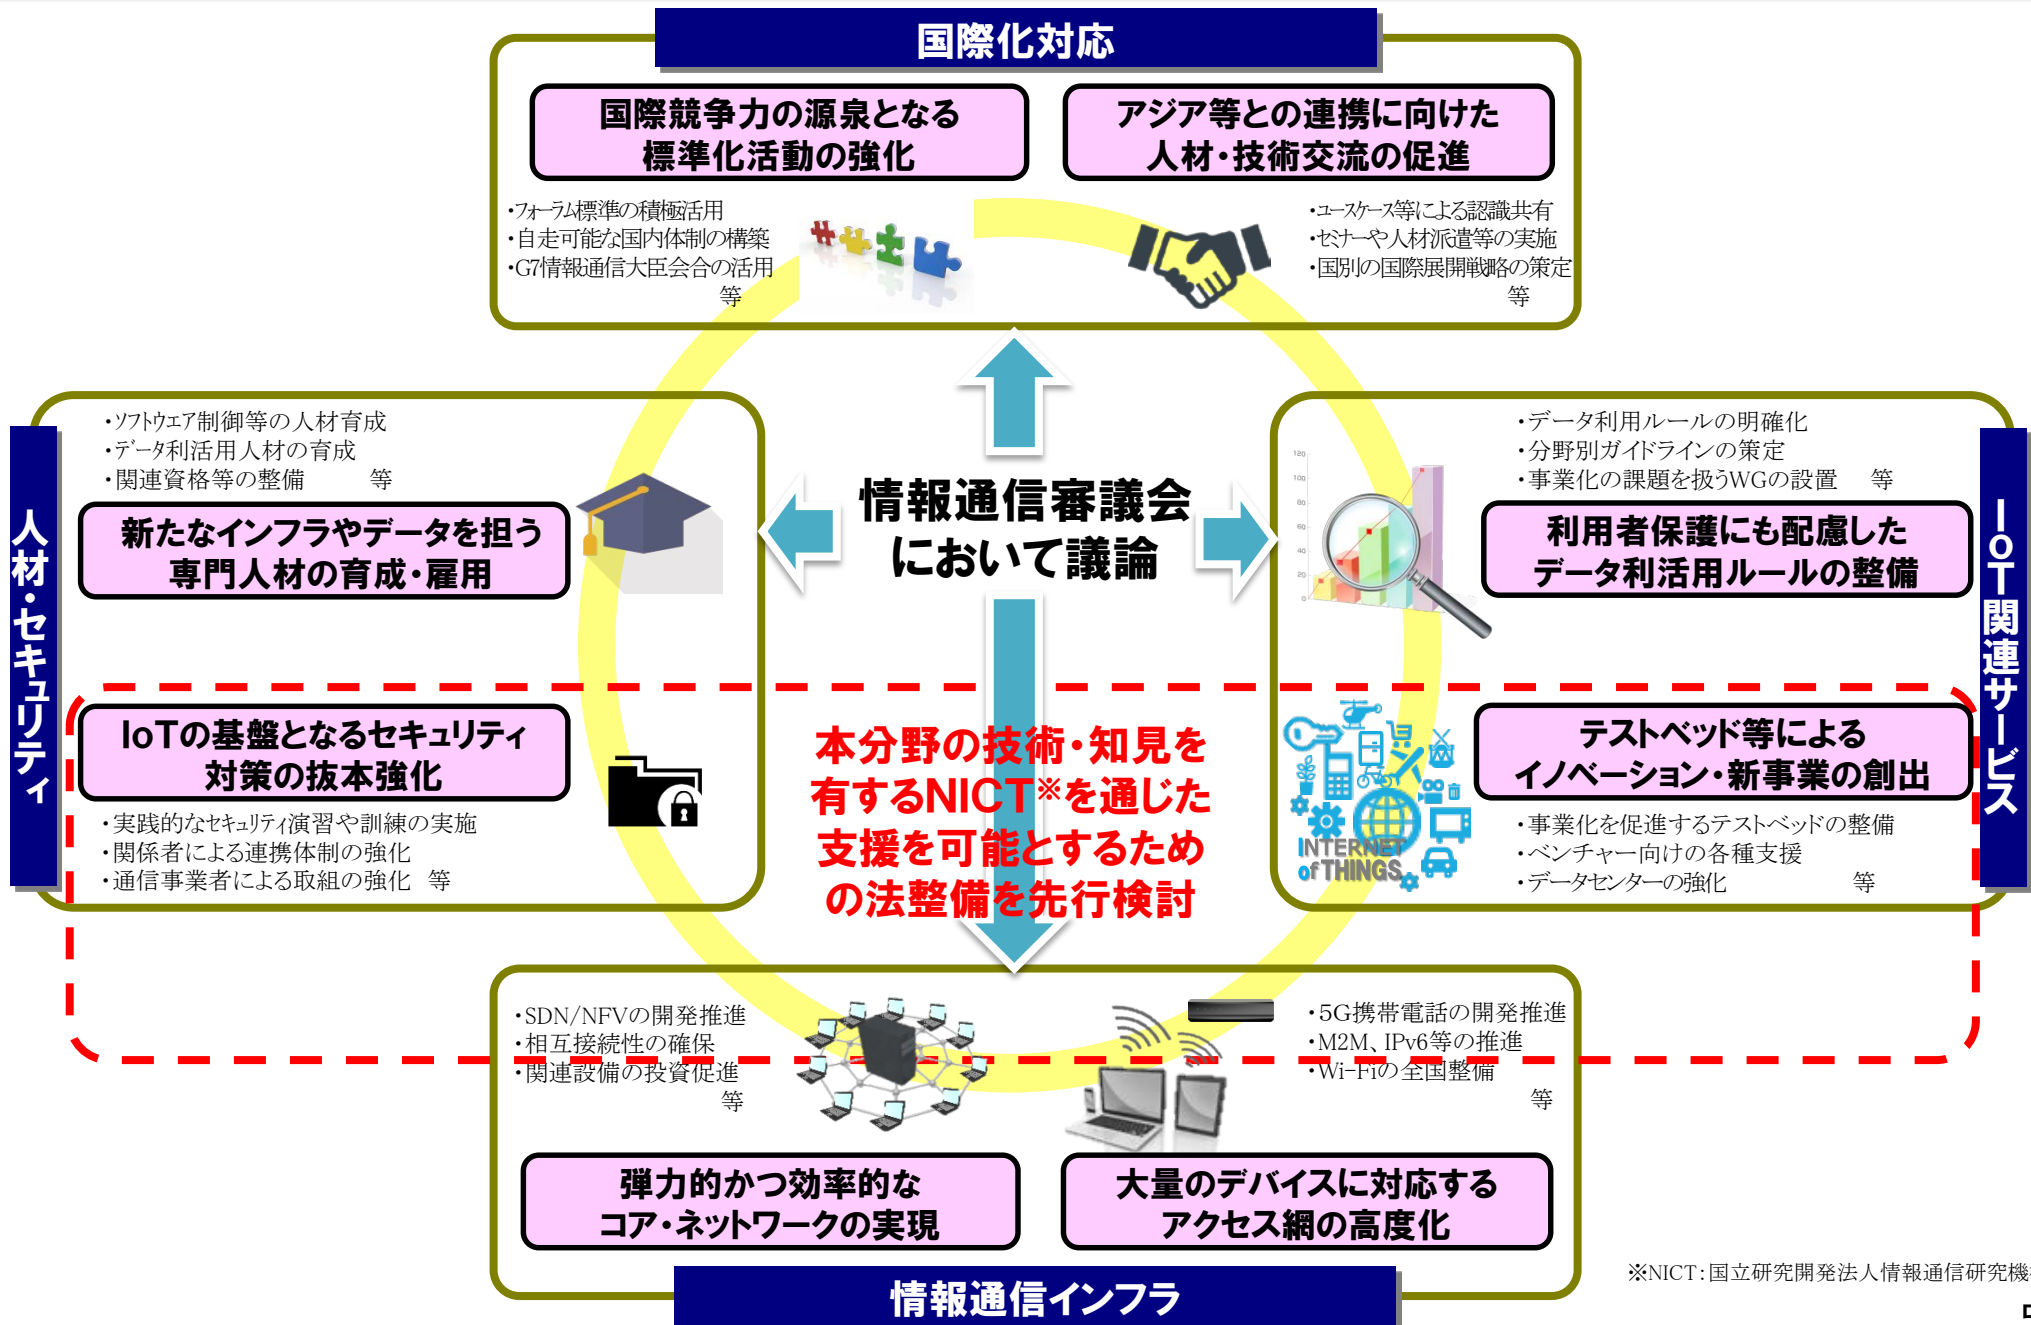 国際化対応
国際競争力の源泉となる
標準化活動の強化
アジア等との連携に向けた
人材・技術交流の促進
・フォーラム標準の積極活用
・自走可能な国内体制の構築
・G7情報通信大臣会合の活用
等
・ユースケース等による認識共有
・セミナーや人材派遣等の実施
・国別の国際展開戦略の策定
等
人材・セキュリティ
・ソフトウェア制御等の人材育成
・データ利活用人材の育成
・関連資格等の整備 等
新たなインフラやデータを担う
専門人材の育成・雇用
情報通信審議会
において議論
・データ利用ルールの明確化
・分野別ガイドラインの策定
・事業化の課題を扱うWGの設置 等
120
100
80
60
40
20
0
利用者保護にも配慮した
データ利活用ルールの整備
IOT関連サービス
IoTの基盤となるセキュリティ
対策の抜本強化
・実践的なセキュリティ演習や訓練の実施
・関係者による連携体制の強化
・通信事業者による取組の強化 等
本分野の技術・知見を
有するNICT※を通じた
支援を可能とするため
の法整備を先行検討
INTERNET
of THINGS
テストベッド等による
イノベーション・新事業の創出
・事業化を促進するテストベッドの整備
・ベンチャー向けの各種支援
・データセンターの強化 等
・SDN/NFVの開発推進
・相互接続性の確保
・関連設備の投資促進
等
・5G携帯電話の開発推進
・M2M、IPv6等の推進
・Wi-Fiの全国整備
等
弾力的かつ効率的な
コア・ネットワークの実現
大量のデバイスに対応する
アクセス網の高度化
情報通信インフラ
※NICT：国立研究開発法人情報通信研究機